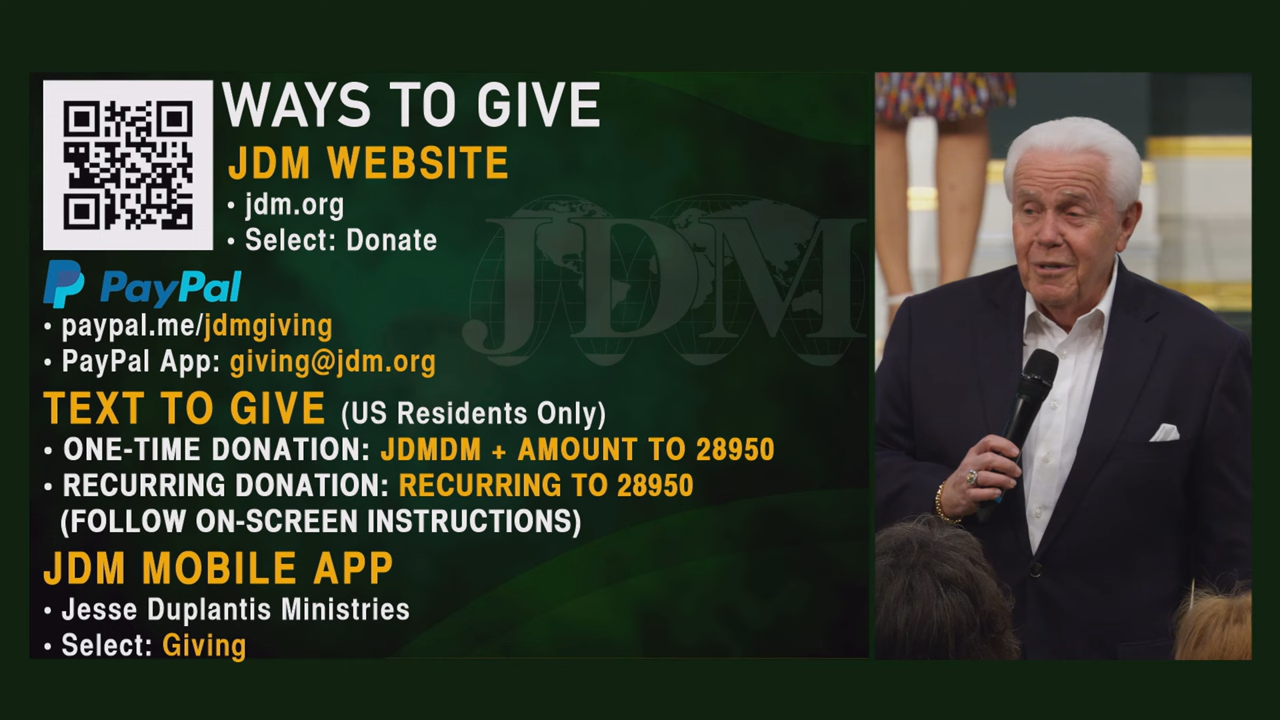 WAYS TO GIVE
JDM WEBSITE
• jdm.org
• Select: Donate
JDM
PayPal
• paypal.me/jdmgiving
• PayPal App: giving@jdm.org
TEXT TO GIVE (US Residents Only)
• ONE-TIME DONATION: JDMDM + AMOUNT TO 28950
• RECURRING DONATION: RECURRING TO 28950
(FOLLOW ON-SCREEN INSTRUCTIONS)
JDM MOBILE APP
• Jesse Duplantis Ministries
• Select: Giving